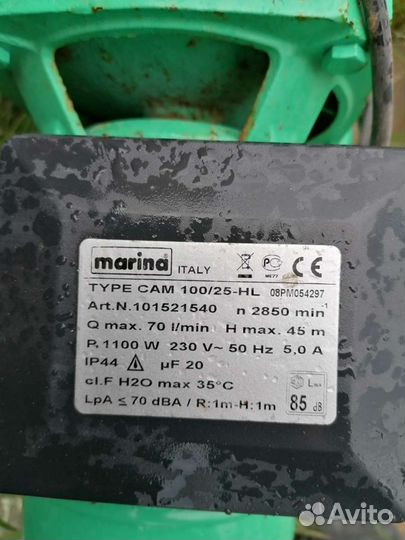 marina ITALY CE
TYPE CAM 100/25-HL 08PM054297
Art.N.101521540 n 2850 min⁻¹
Q max. 70 l/min H max. 45 m
P. 1100 W 230 V~ 50 Hz 5,0 A
IP44 µF 20
cl.F H2O max 35°C
LpA ≤ 70 dBA / R:1m-H:1m
85 dB
Avito